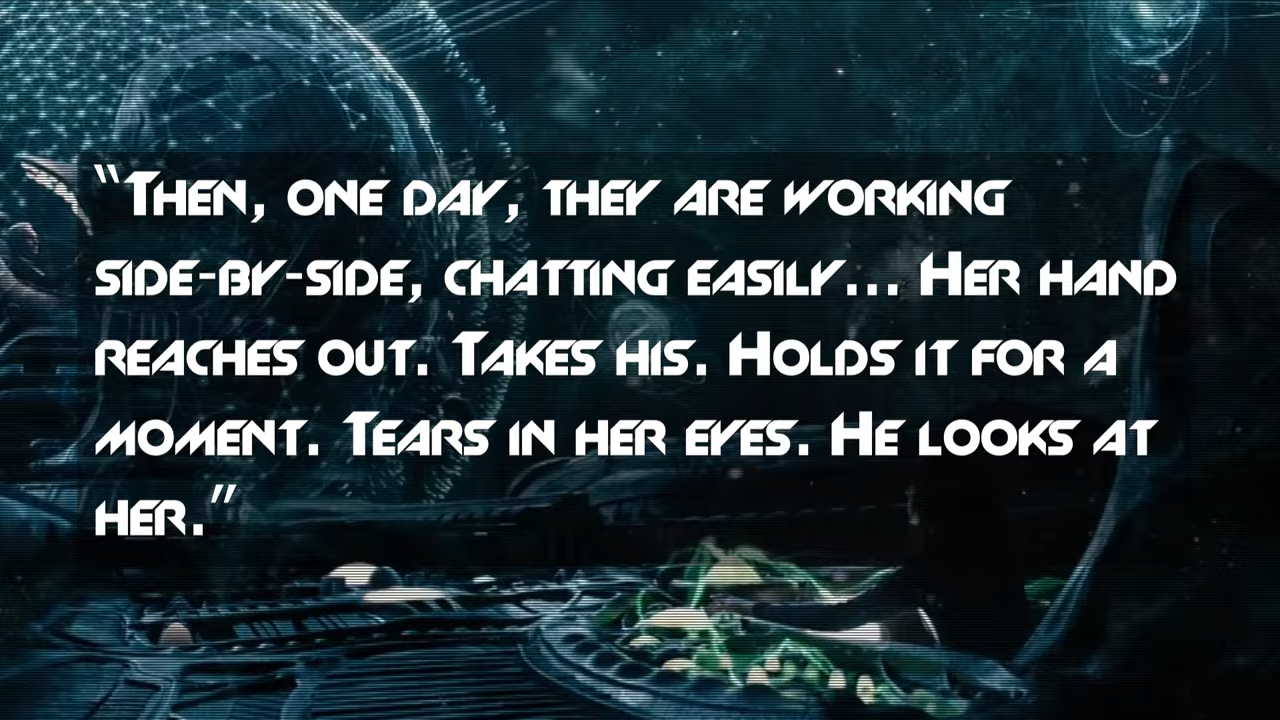 “Then, one day, they are working
side-by-side, chatting easily... Her hand
reaches out. Takes his. Holds it for a
moment. Tears in her eyes. He looks at
her.”